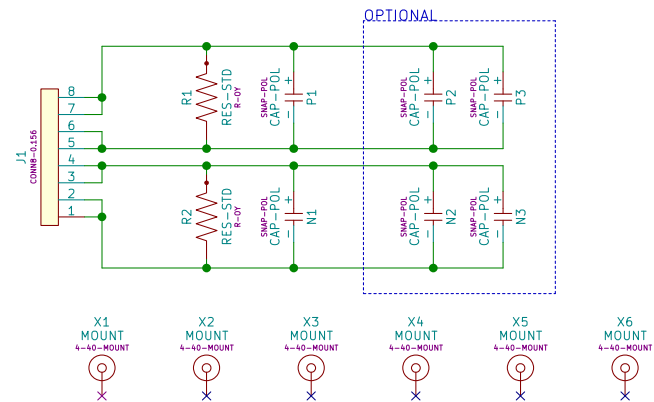 OPTIONAL
8
7
6
5
4
3
2
1
J1
CONN8-0.156
R1
RES-STD
R-OY
SNAP-POL
CAP-POL
+
-
P1
SNAP-POL
CAP-POL
+
-
P2
SNAP-POL
CAP-POL
+
-
P3
R2
RES-STD
R-OY
SNAP-POL
CAP-POL
+
-
N1
SNAP-POL
CAP-POL
+
-
N2
SNAP-POL
CAP-POL
+
-
N3
X1 X2 X3 X4 X5 X6
MOUNT MOUNT MOUNT MOUNT MOUNT MOUNT
4-40-MOUNT 4-40-MOUNT 4-40-MOUNT 4-40-MOUNT 4-40-MOUNT 4-40-MOUNT